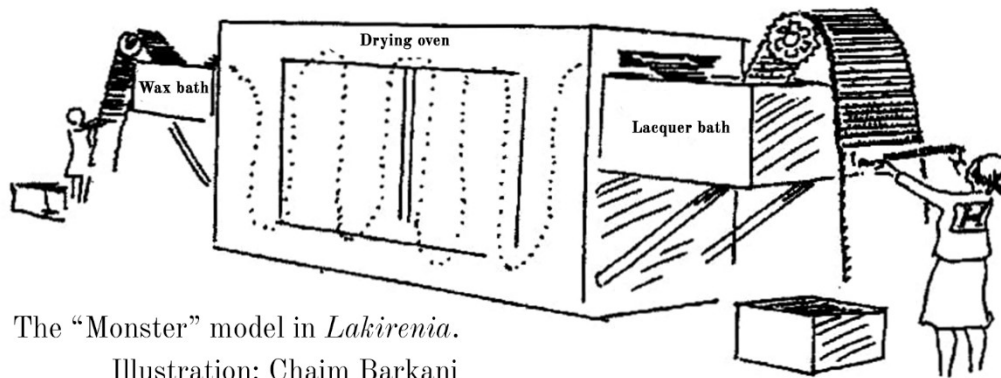 Drying oven
Wax bath
Lacquer bath
H
The “Monster” model in Lakirenia.
Illustration: Chaim Barkani